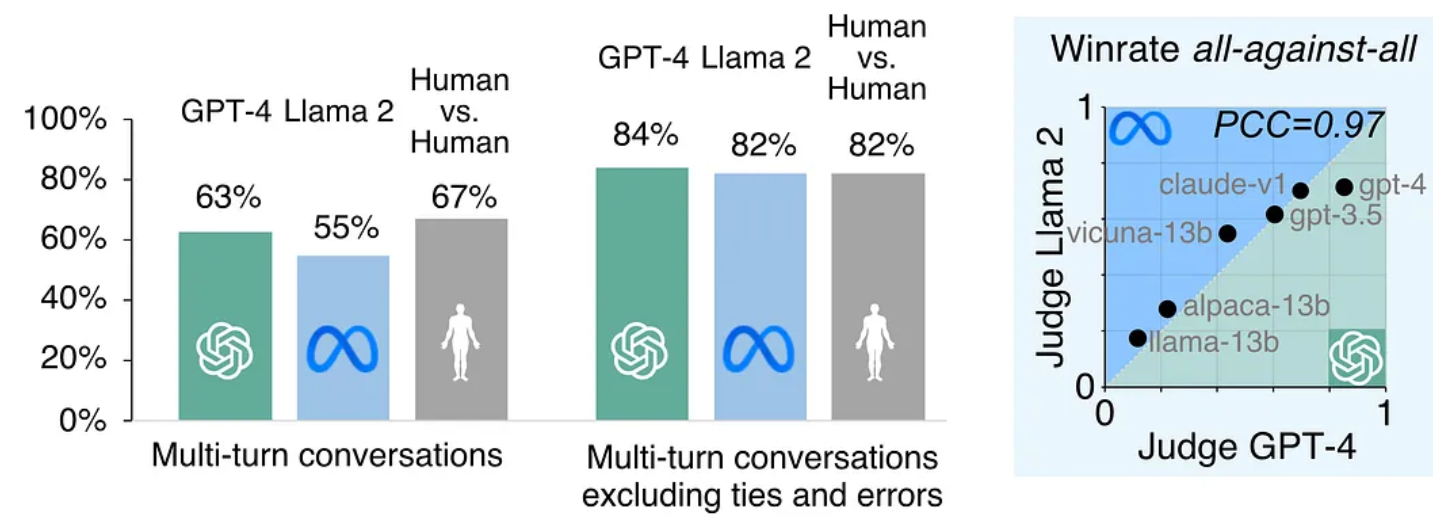 GPT-4 Llama 2 Human
vs.
Human
100%
80%
60%
40%
20%
0%
63%
55%
67%
Multi-turn conversations
GPT-4 Llama 2 Human
vs.
Human
84%
82%
82%
Multi-turn conversations
excluding ties and errors
Winrate all-against-all
PCC=0.97
Judge Llama 2
1
0
claude-v1
gpt-4
gpt-3.5
vicuna-13b
alpaca-13b
llama-13b
0
1
Judge GPT-4